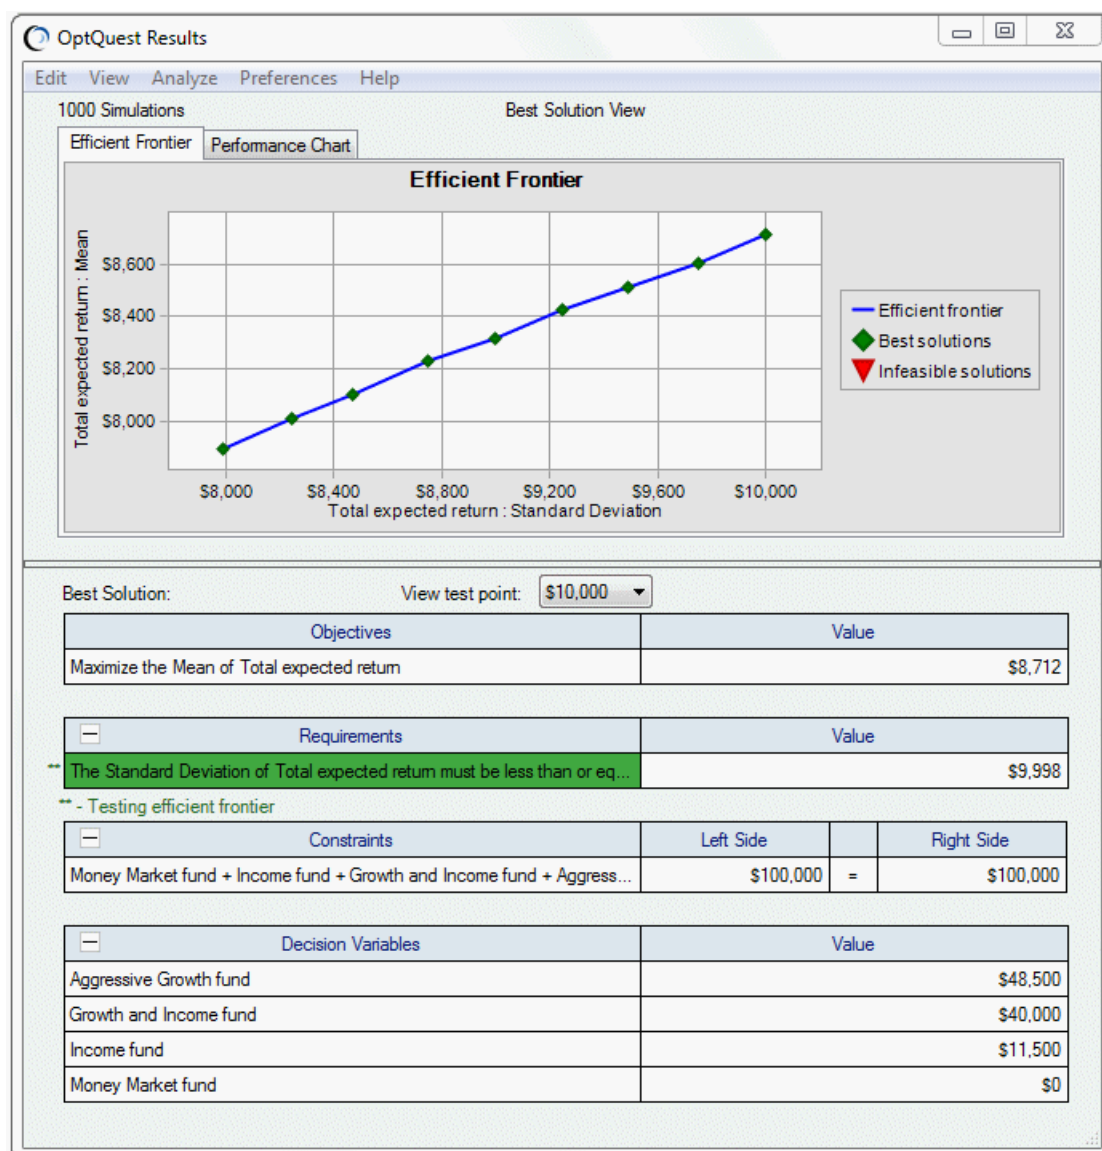 OptQuest Results
Edit View Analyze Preferences Help
1000 Simulations Best Solution View
Efficient Frontier Performance Chart
Efficient Frontier
Total expected return : Mean
$8,600
$8,400
$8,200
$8,000
$8,000 $8,400 $8,800 $9,200 $9,600 $10,000
Total expected return : Standard Deviation
Efficient frontier
Best solutions
Infeasible solutions
Best Solution: View test point: $10,000
Objectives Value
Maximize the Mean of Total expected return $8,712
Requirements Value
** The Standard Deviation of Total expected return must be less than or eq... $9,998
** - Testing efficient frontier
Constraints Left Side Right Side
Money Market fund + Income fund + Growth and Income fund + Aggress... $100,000 = $100,000
Decision Variables Value
Aggressive Growth fund $48,500
Growth and Income fund $40,000
Income fund $11,500
Money Market fund $0